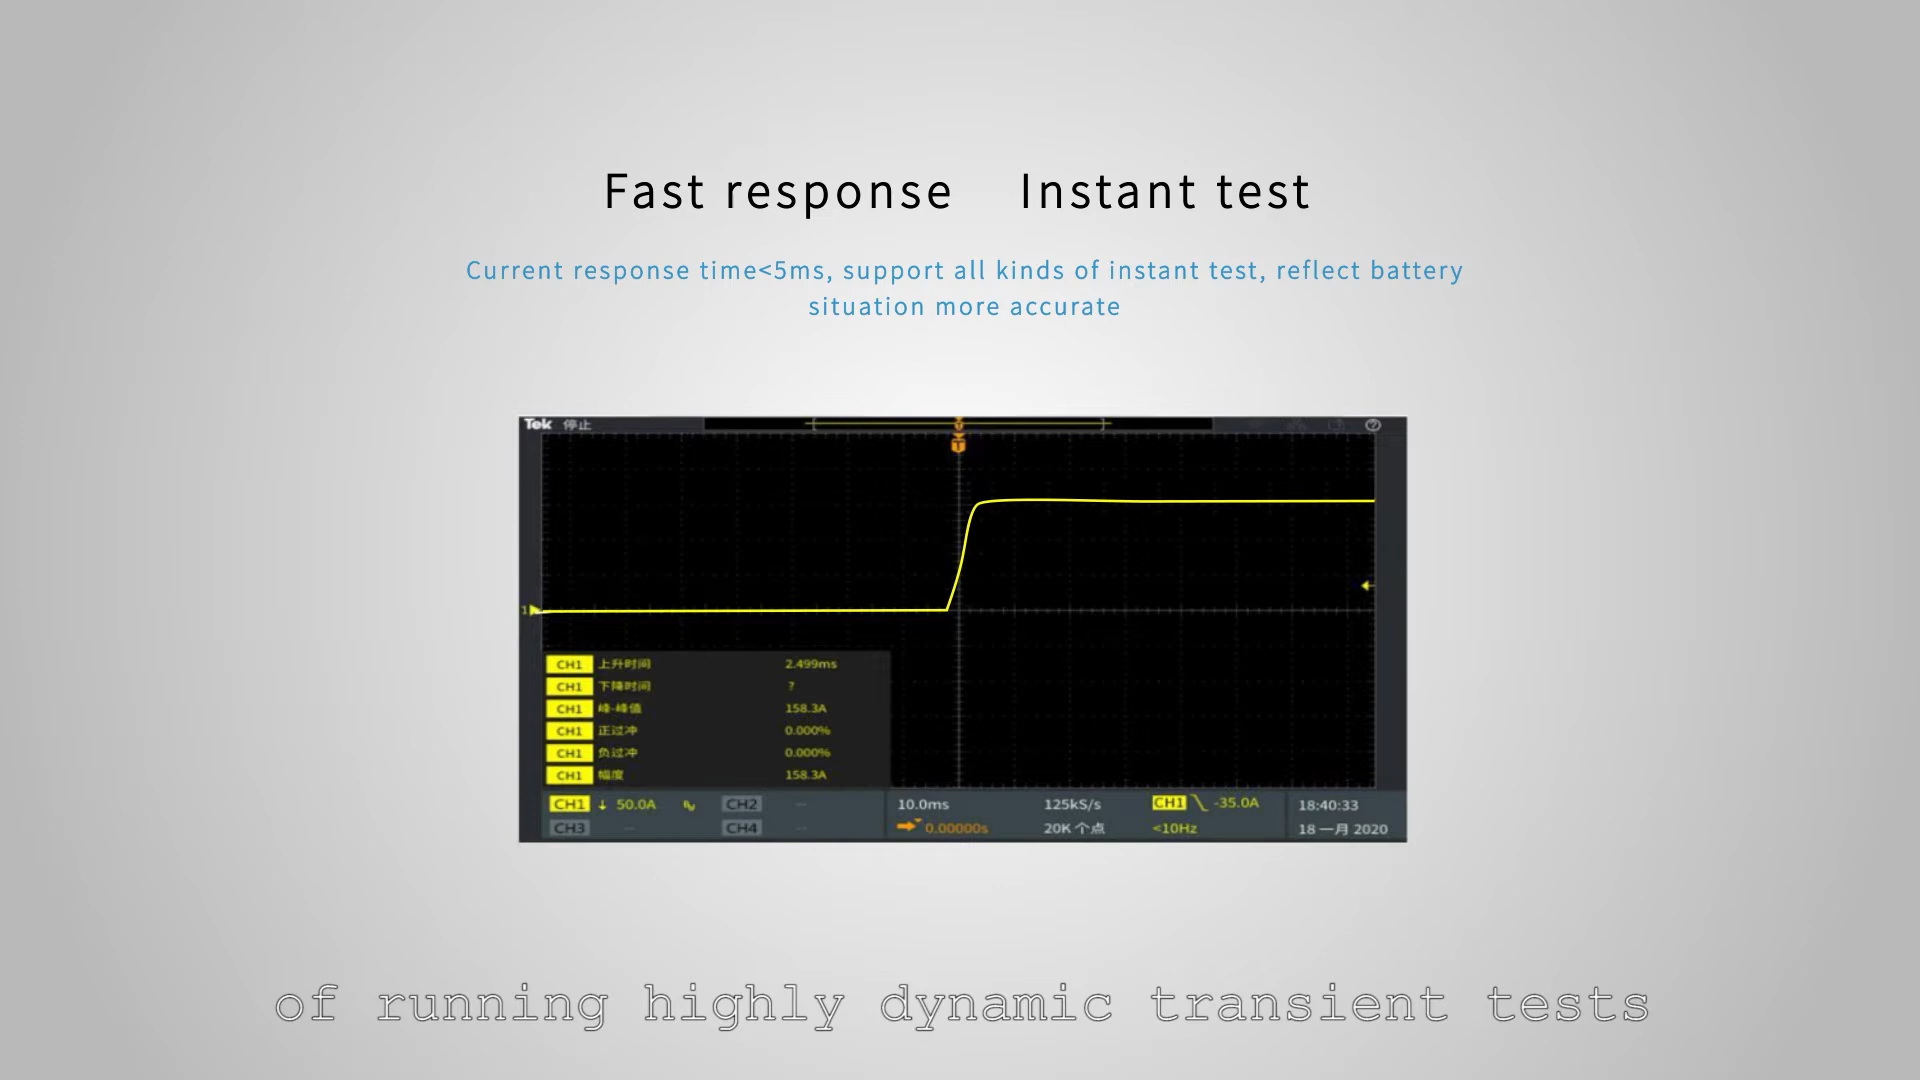 Fast response Instant test
Current response time<5ms, support all kinds of instant test, reflect battery
situation more accurate
Tek 停止
1
CH1 上升时间 2.499ms
CH1 下降时间 ?
CH1 峰-峰值 158.3A
CH1 正过冲 0.000%
CH1 负过冲 0.000%
CH1 幅度 158.3A
CH1 50.0A CH2 -- 10.0ms 125kS/s CH1 -35.0A 18:40:33
CH3 -- CH4 -- 0.00000s 20K 个点 <10Hz 18 一月 2020
of running highly dynamic transient tests